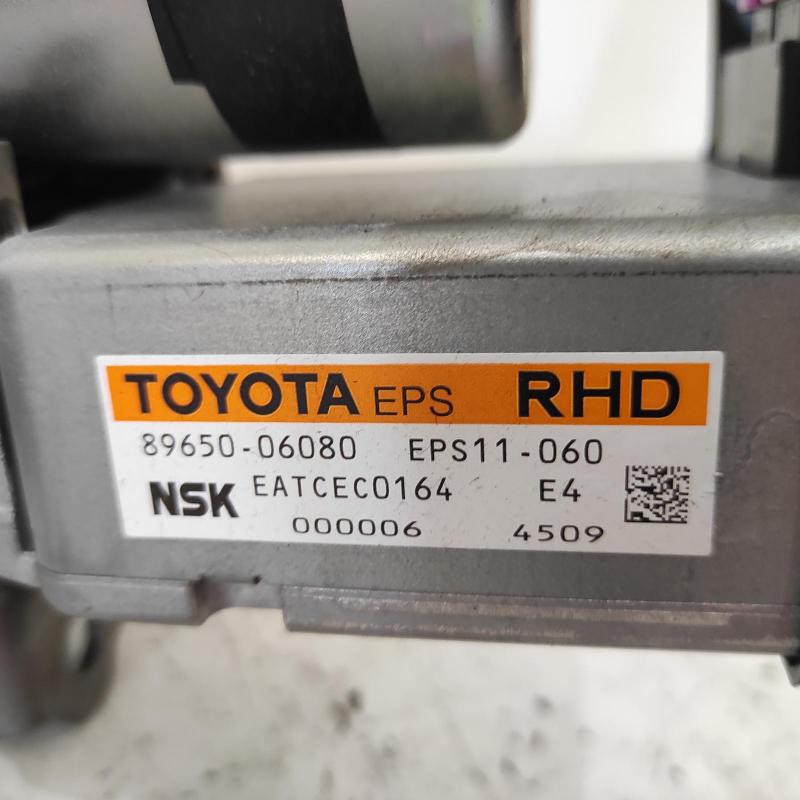 TOYOTA EPS RHD
89650-06080 EPS11-060
NSK EATCEC0164 E4
000006 4509